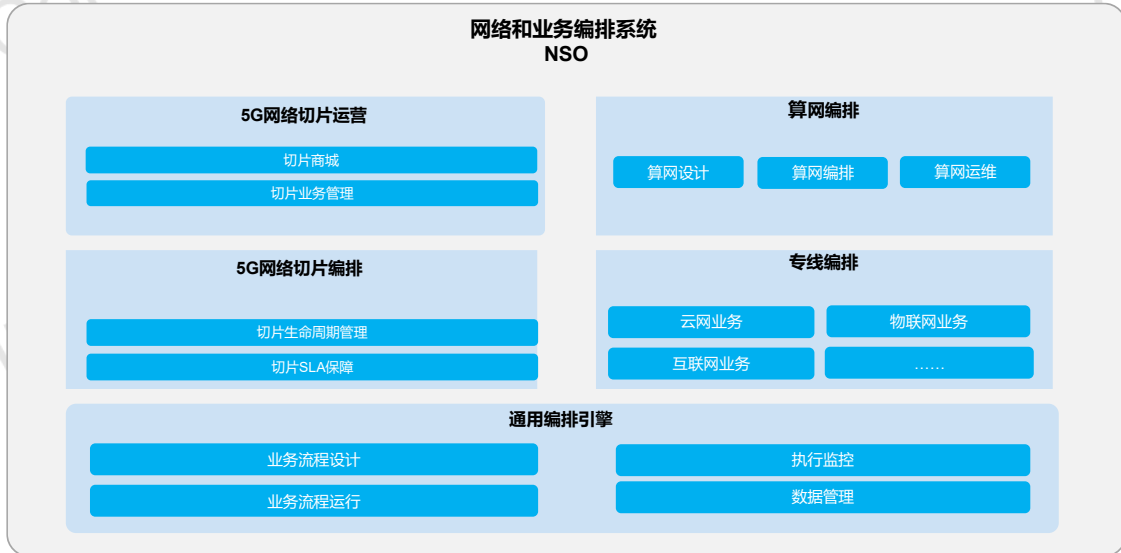 网络和业务编排系统
NSO
5G网络切片运营
切片商城
切片业务管理
算网编排
算网设计
算网编排
算网运维
5G网络切片编排
切片生命周期管理
切片SLA保障
专线编排
云网业务
物联网业务
互联网业务
……
通用编排引擎
业务流程设计
业务流程运行
执行监控
数据管理